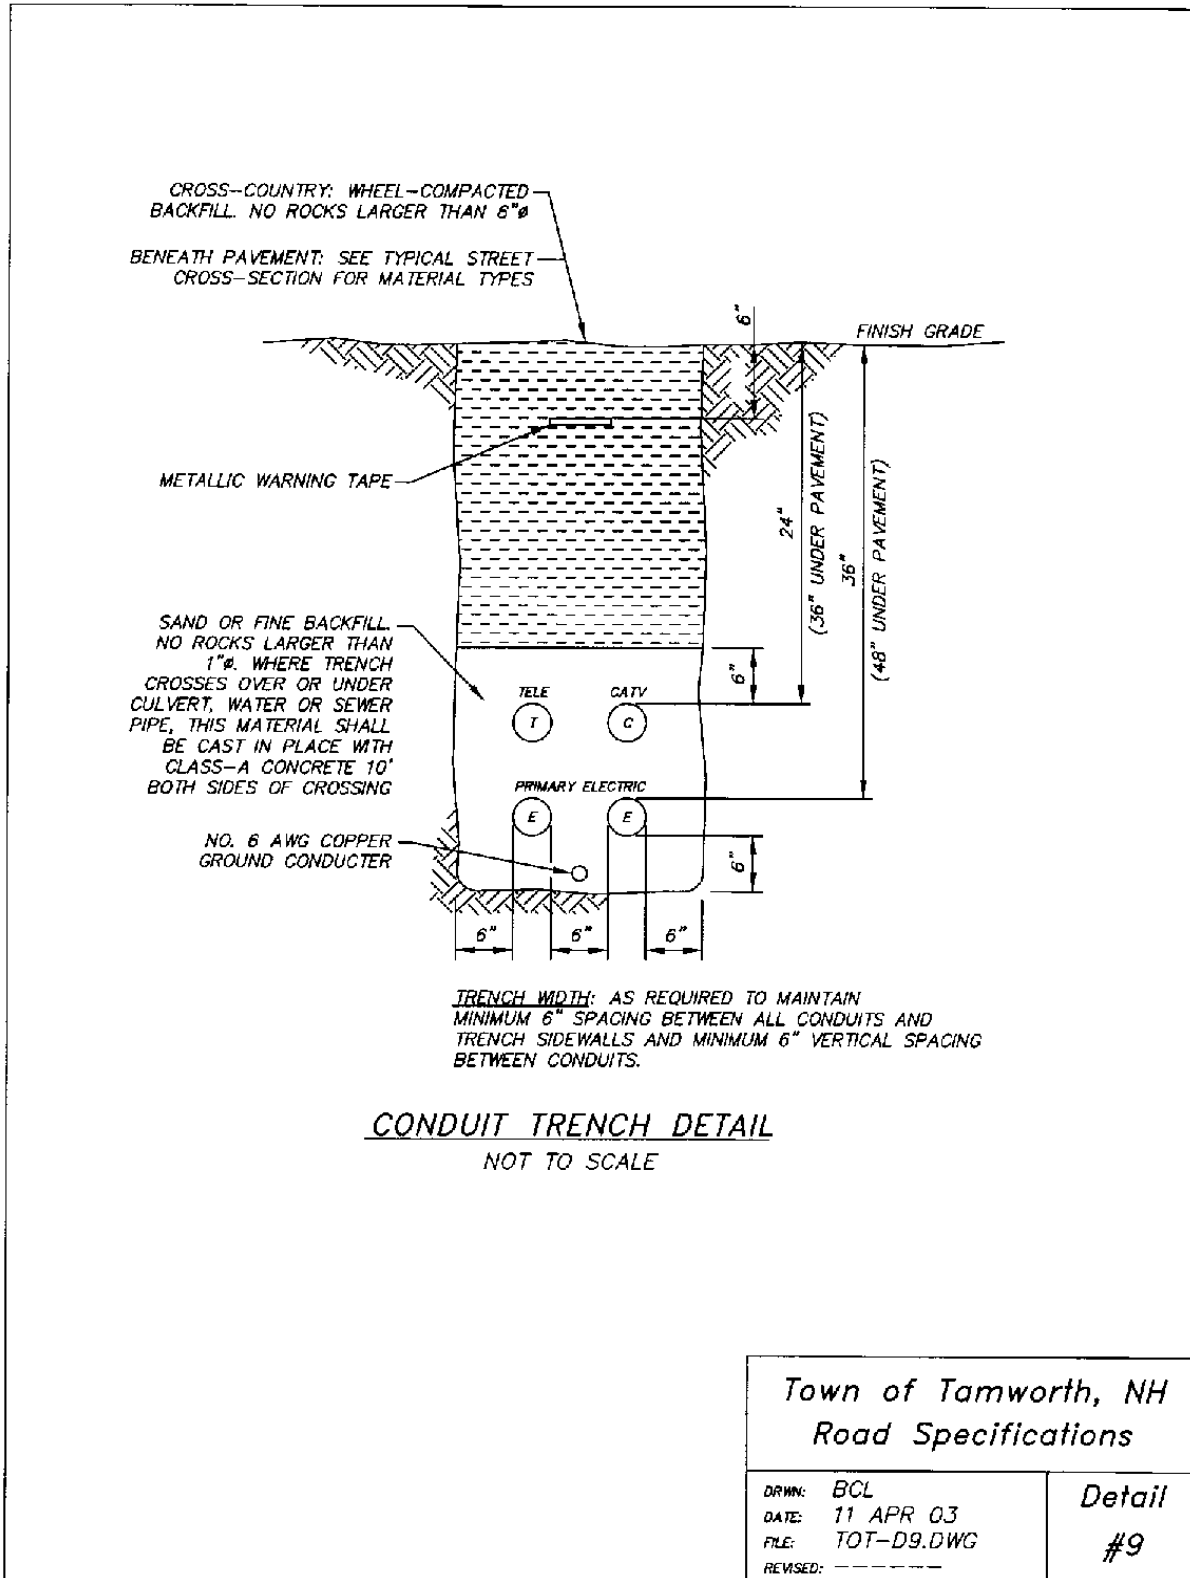 CROSS-COUNTRY: WHEEL-COMPACTED
BACKFILL. NO ROCKS LARGER THAN 6"ø
BENEATH PAVEMENT: SEE TYPICAL STREET
CROSS-SECTION FOR MATERIAL TYPES
6"
FINISH GRADE
METALLIC WARNING TAPE
24"
(36" UNDER PAVEMENT)
36"
(48" UNDER PAVEMENT)
SAND OR FINE BACKFILL.
NO ROCKS LARGER THAN
1"ø. WHERE TRENCH
CROSSES OVER OR UNDER
CULVERT, WATER OR SEWER
PIPE, THIS MATERIAL SHALL
BE CAST IN PLACE WITH
CLASS-A CONCRETE 10'
BOTH SIDES OF CROSSING
6"
TELE
CATV
T
C
PRIMARY ELECTRIC
E
E
NO. 6 AWG COPPER
GROUND CONDUCTER
6"
6"
6"
6"
TRENCH WIDTH: AS REQUIRED TO MAINTAIN
MINIMUM 6" SPACING BETWEEN ALL CONDUITS AND
TRENCH SIDEWALLS AND MINIMUM 6" VERTICAL SPACING
BETWEEN CONDUITS.
CONDUIT TRENCH DETAIL
NOT TO SCALE
Town of Tamworth, NH
Road Specifications
DRWN: BCL
DATE: 11 APR 03
FILE: TOT-D9.DWG
REVISED: -------
Detail
#9